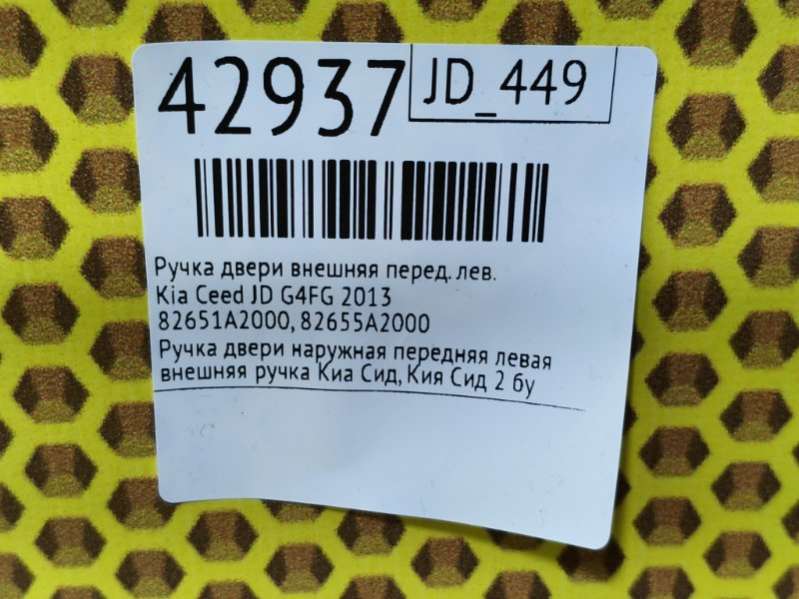 42937
JD_449
Ручка двери внешняя перед. лев.
Kia Ceed JD G4FG 2013
82651A2000, 82655A2000
Ручка двери наружная передняя левая
внешняя ручка Киа Сид, Кия Сид 2 бу